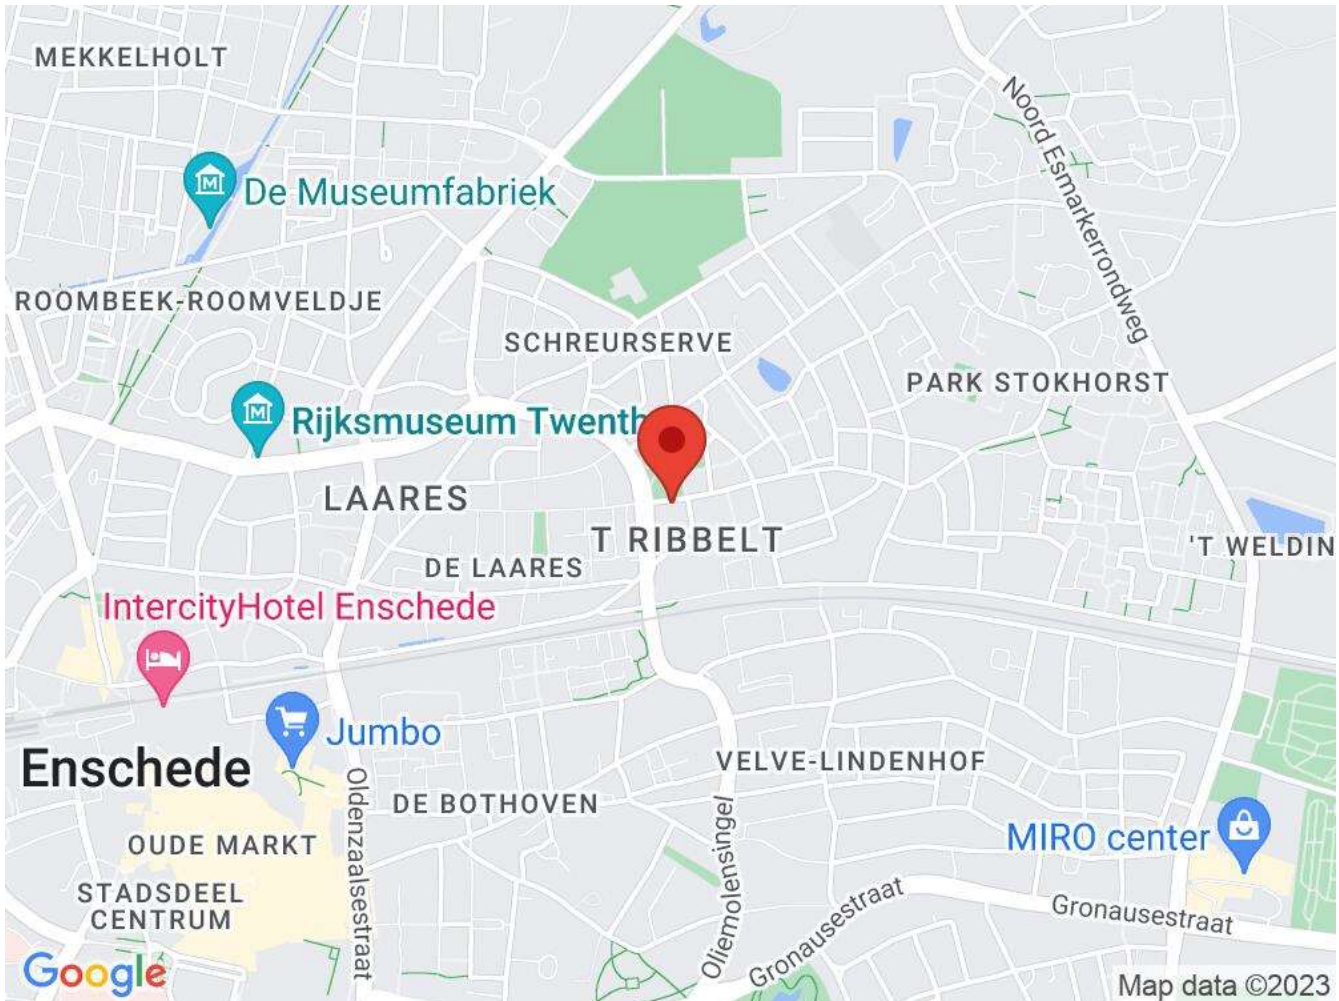 MEKKELHOLT
Noord Esmarkerrondweg
De Museumfabriek
ROOMBEEK-ROOMVELDJE
SCHREURSERVE
PARK STOKHORST
Rijksmuseum Twenth
LAARES
T RIBBELT
'T WELDIN
DE LAARES
IntercityHotel Enschede
Jumbo
Enschede
VELVE-LINDENHOF
Oldenzaalsestraat
DE BOTHOVEN
OUDE MARKT
MIRO center
Oliemolensingel
STADSDEEL
CENTRUM
Gronausestraat
Gronausestraat
Google
Map data ©2023